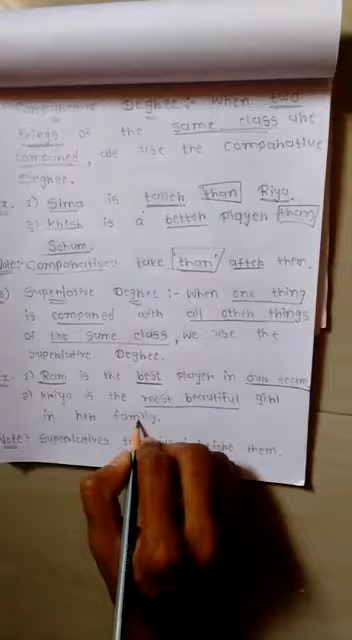 Comparative Degree :- When two
things of the same class are
compared, we use the comparative
Degree.
Ex. 1) Sima is taller than Riya.
2) Krish is a better player than
Soham.
Note:- Comparatives take 'than' after them.
Superlative Degree :- When one thing
is compared with all other things
of the same class, we use the
superlative Degree.
Ex. 1) Ram is the best player in our team.
2) Kriya is the most beautiful girl
in her family.
Note:- Superlatives before them.